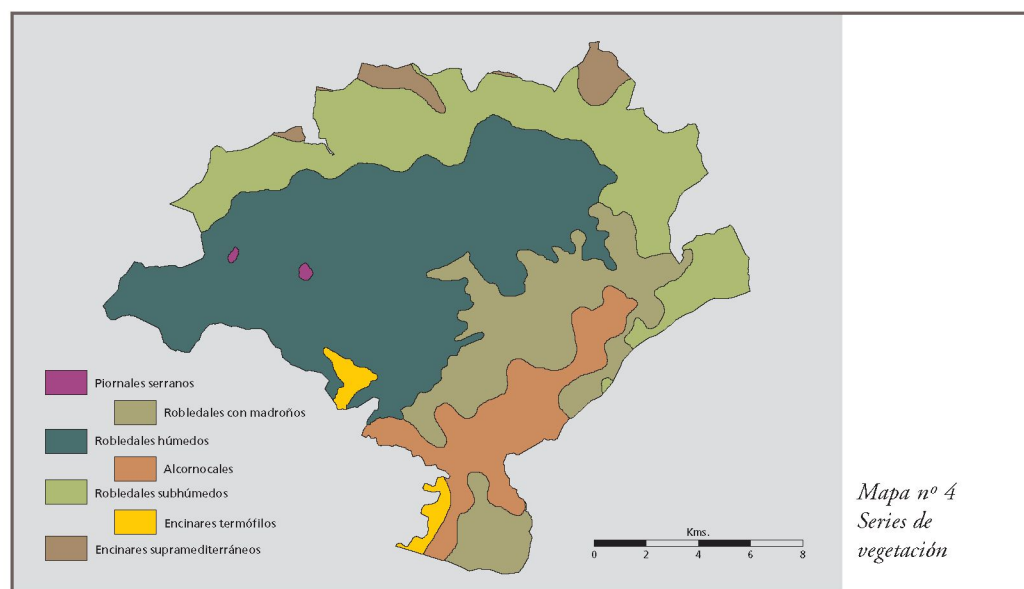 Piornales serranos
Robledales con madroños
Robledales húmedos
Alcornocales
Robledales subhúmedos
Encinares termófilos
Encinares supramediterráneos
Kms.
0 2 4 6 8
Mapa nº 4
Series de
vegetación